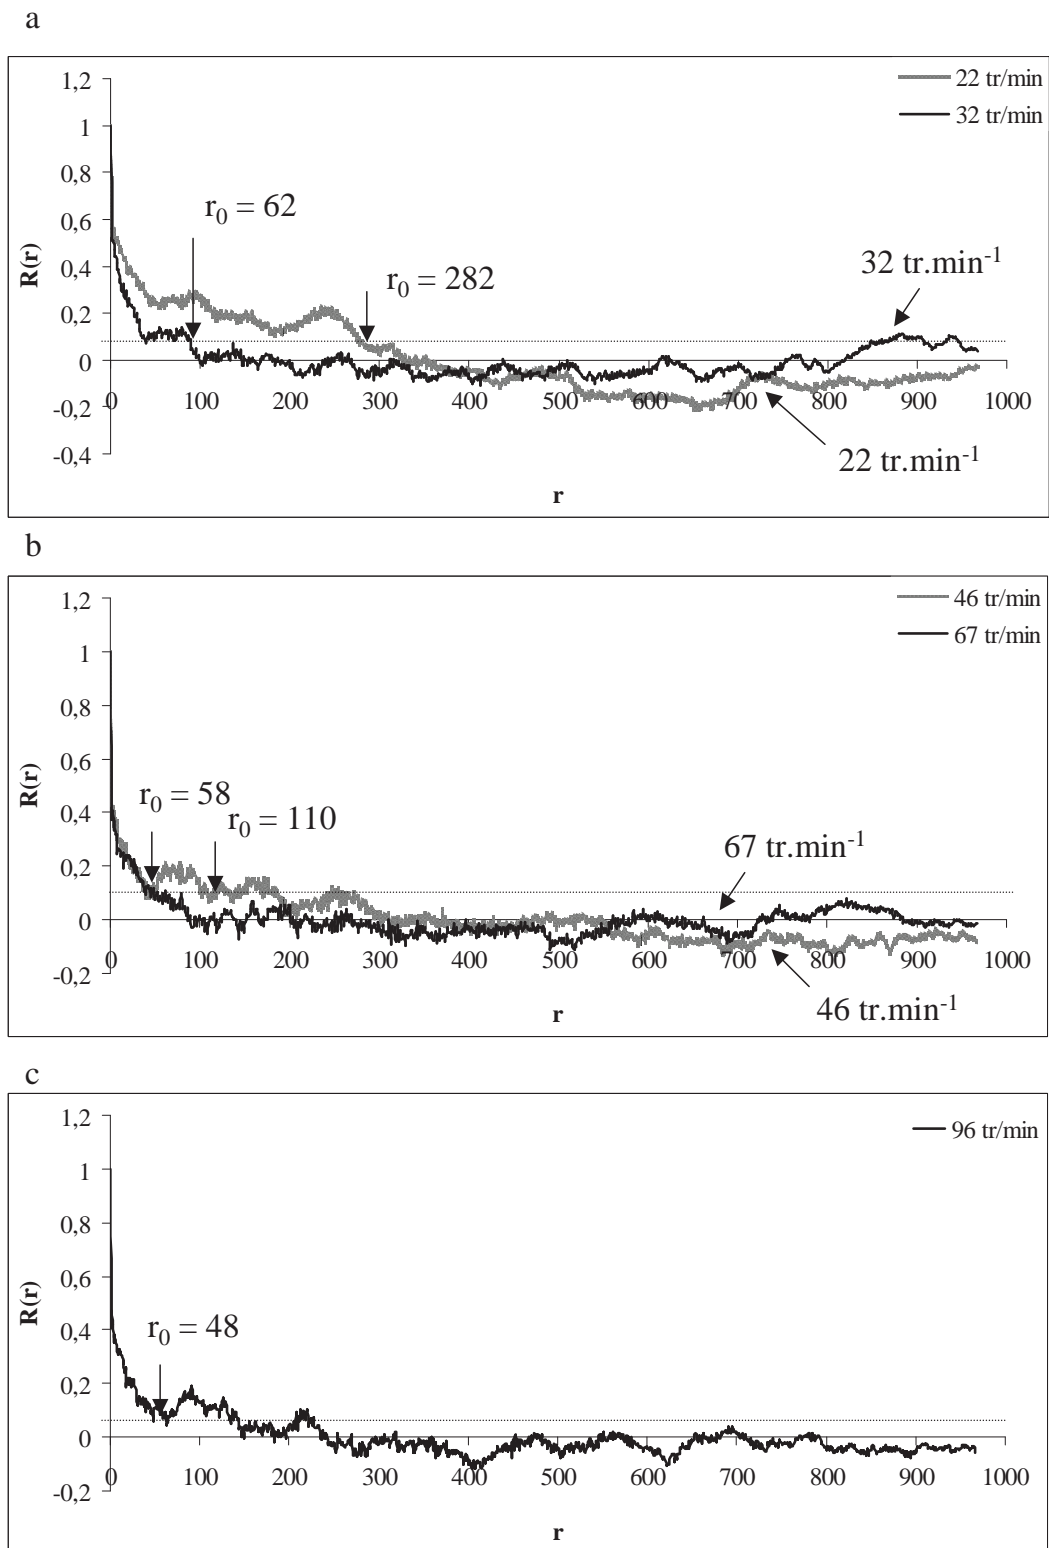 a
1,2
1
0,8
0,6
0,4
0,2
0
-0,2
-0,4
R(r)
22 tr/min
32 tr/min
r₀ = 62
r₀ = 282
32 tr.min⁻¹
22 tr.min⁻¹
0 100 200 300 400 500 600 700 800 900 1000
r
b
1,2
1
0,8
0,6
0,4
0,2
0
-0,2
R(r)
46 tr/min
67 tr/min
r₀ = 58
r₀ = 110
67 tr.min⁻¹
46 tr.min⁻¹
0 100 200 300 400 500 600 700 800 900 1000
r
c
1,2
1
0,8
0,6
0,4
0,2
0
-0,2
R(r)
96 tr/min
r₀ = 48
0 100 200 300 400 500 600 700 800 900 1000
r